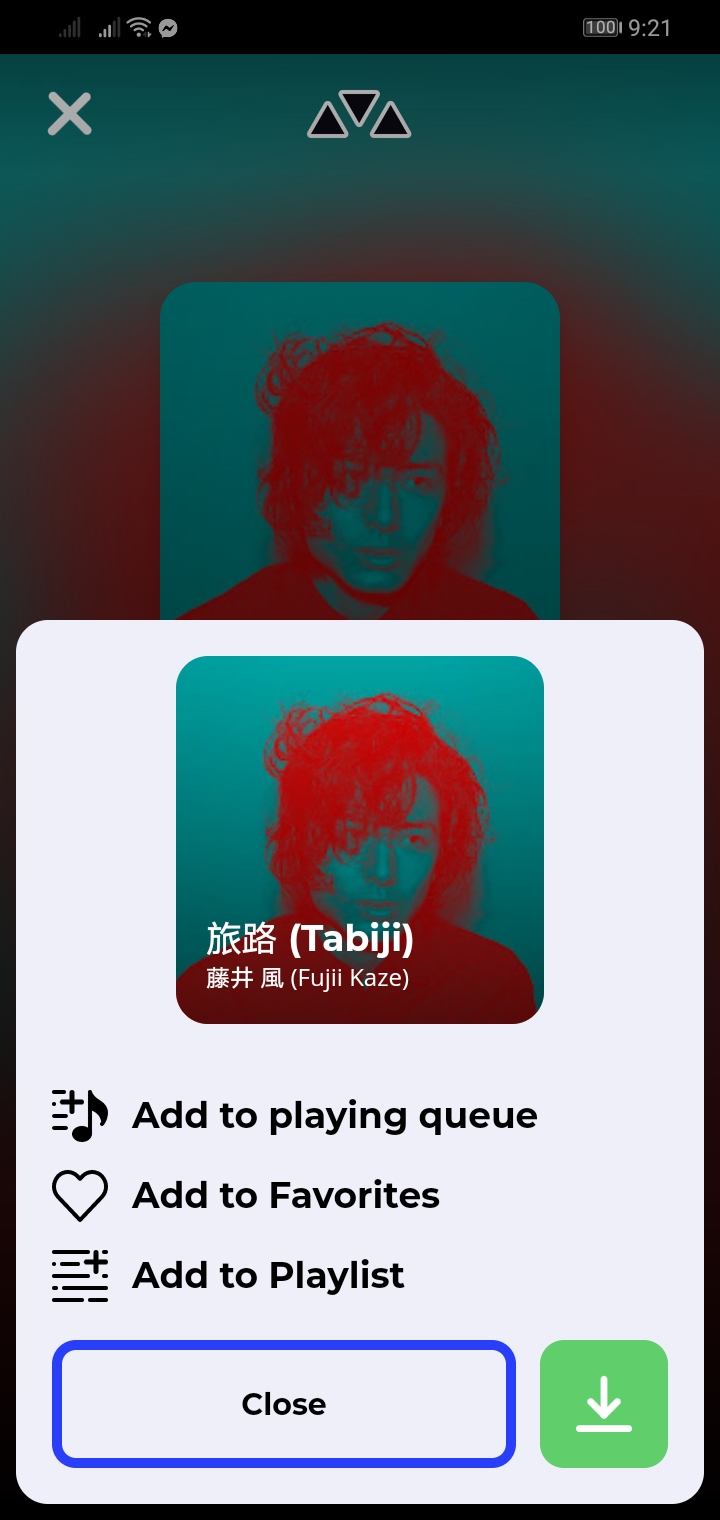 100 9:21
旅路 (Tabiji)
藤井 風 (Fujii Kaze)
Add to playing queue
Add to Favorites
Add to Playlist
Close